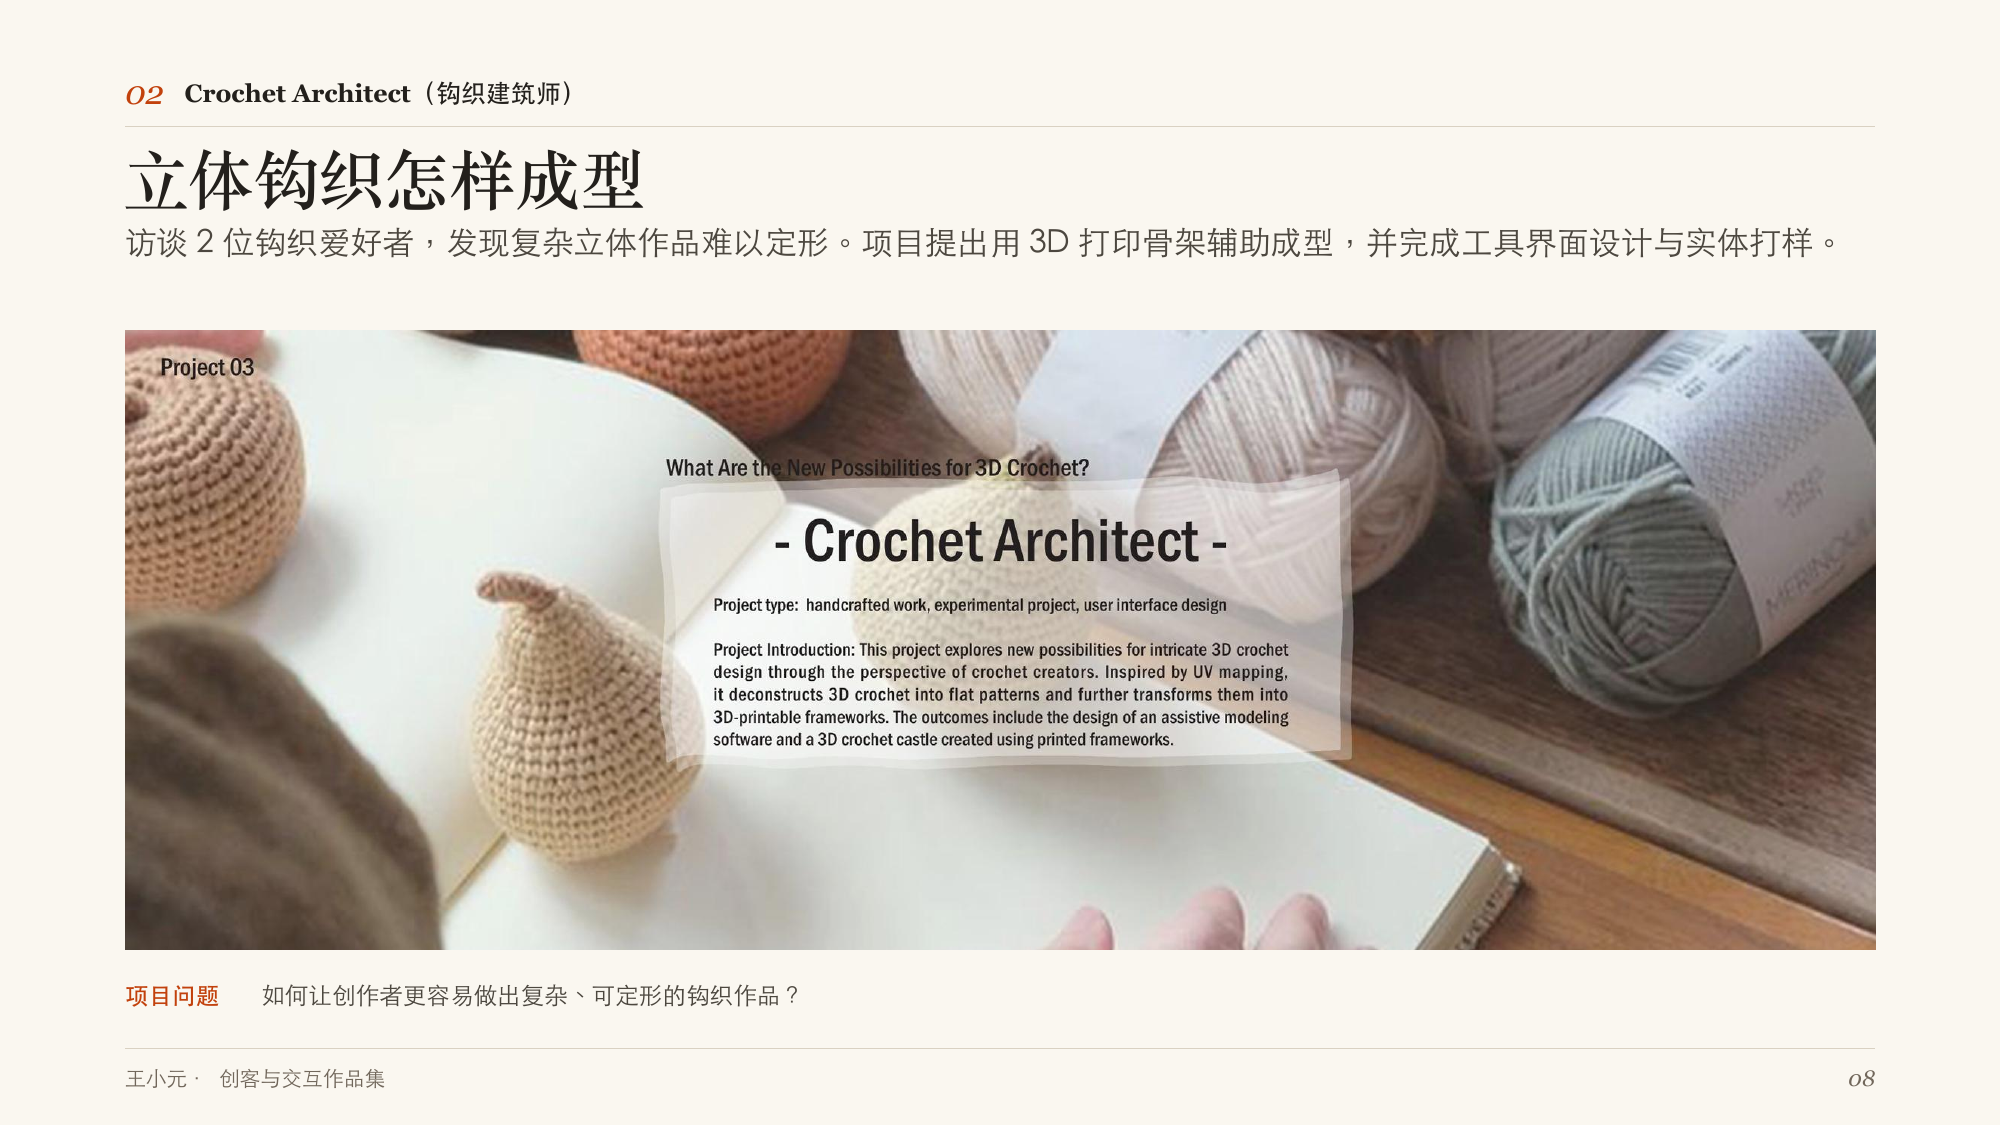 02 Crochet Architect（钩织建筑师）
立体钩织怎样成型
访谈 2 位钩织爱好者，发现复杂立体作品难以定形。项目提出用 3D 打印骨架辅助成型，并完成工具界面设计与实体打样。
Project 03
What Are the New Possibilities for 3D Crochet?
- Crochet Architect -
Project type: handcrafted work, experimental project, user interface design
Project Introduction: This project explores new possibilities for intricate 3D crochet
design through the perspective of crochet creators. Inspired by UV mapping,
it deconstructs 3D crochet into flat patterns and further transforms them into
3D-printable frameworks. The outcomes include the design of an assistive modeling
software and a 3D crochet castle created using printed frameworks.
项目问题 如何让创作者更容易做出复杂、可定形的钩织作品？
王小元 · 创客与交互作品集
08